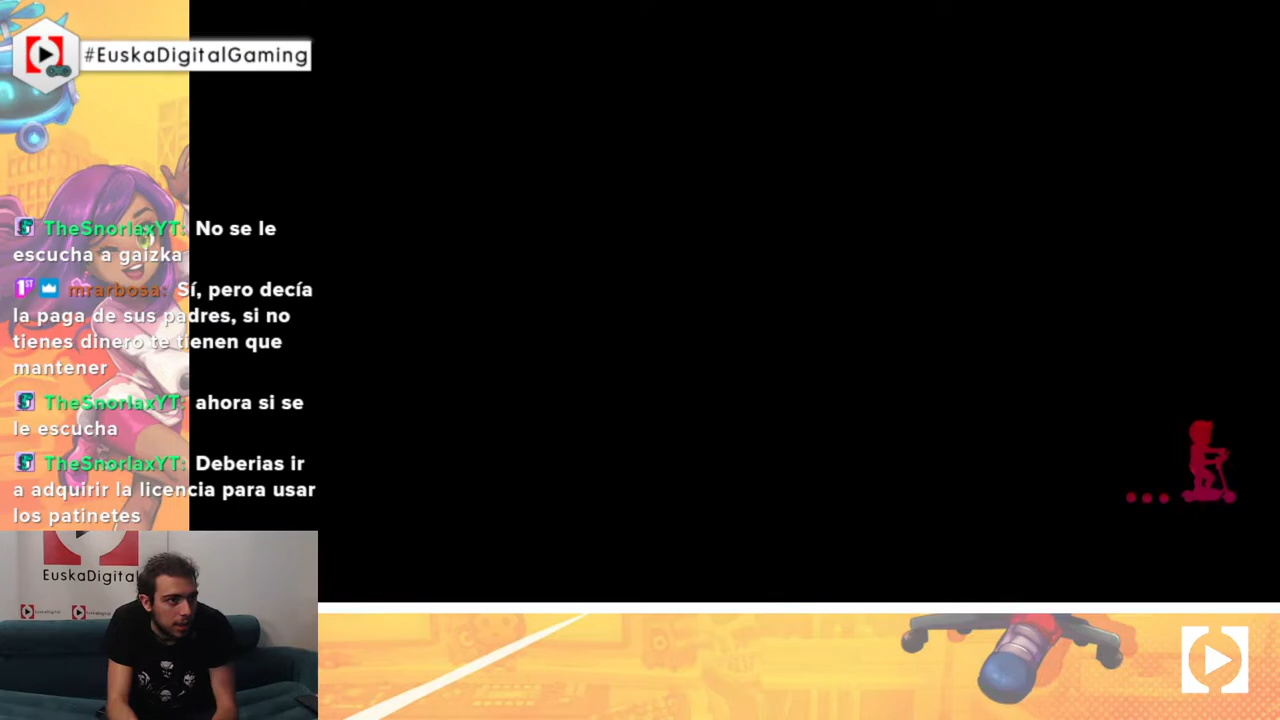 #EuskaDigitalGaming
TheSnorlaxYT: No se le
escucha a gaizka
mrarbosa: Sí, pero decía
la paga de sus padres, si no
tienes dinero te tienen que
mantener
TheSnorlaxYT: ahora si se
le escucha
TheSnorlaxYT: Deberias ir
a adquirir la licencia para usar
los patinetes
EuskaDigital